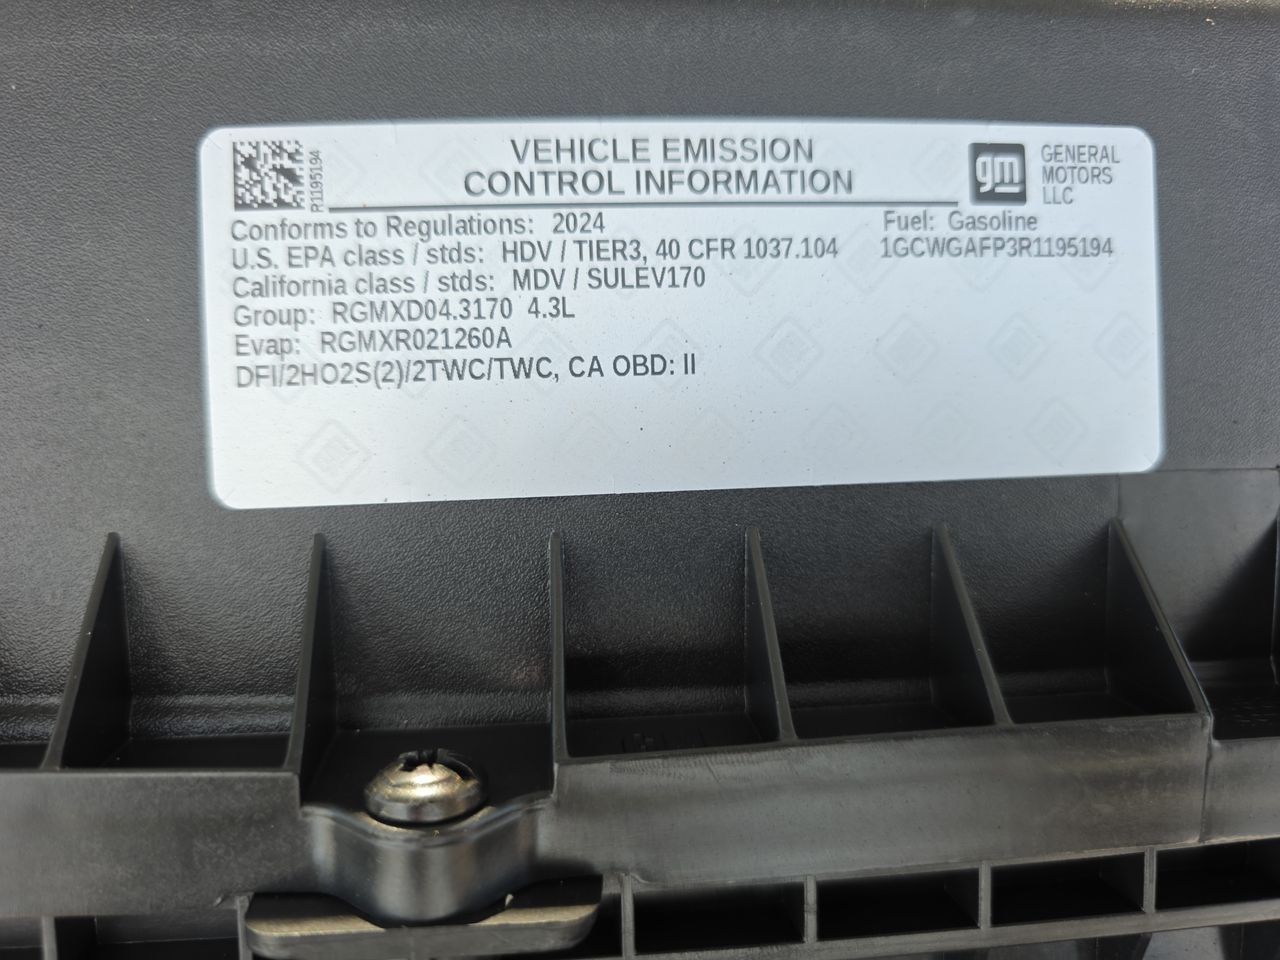 R1195194
VEHICLE EMISSION
CONTROL INFORMATION
gm
GENERAL
MOTORS
LLC
Conforms to Regulations: 2024
Fuel: Gasoline
U.S. EPA class / stds: HDV / TIER3, 40 CFR 1037.104
1GCWGAFP3R1195194
California class / stds: MDV / SULEV170
Group: RGMXD04.3170 4.3L
Evap: RGMXR021260A
DFI/2HO2S(2)/2TWC/TWC, CA OBD: II